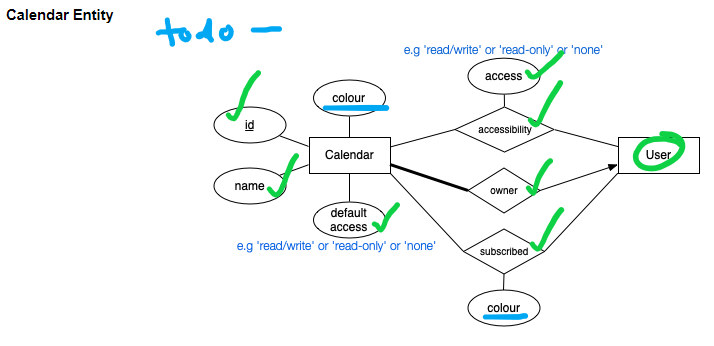 Calendar Entity
todo —
e.g 'read/write' or 'read-only' or 'none'
access
colour
id
accessibility
Calendar
User
name
owner
default
access
e.g 'read/write' or 'read-only' or 'none'
subscribed
colour